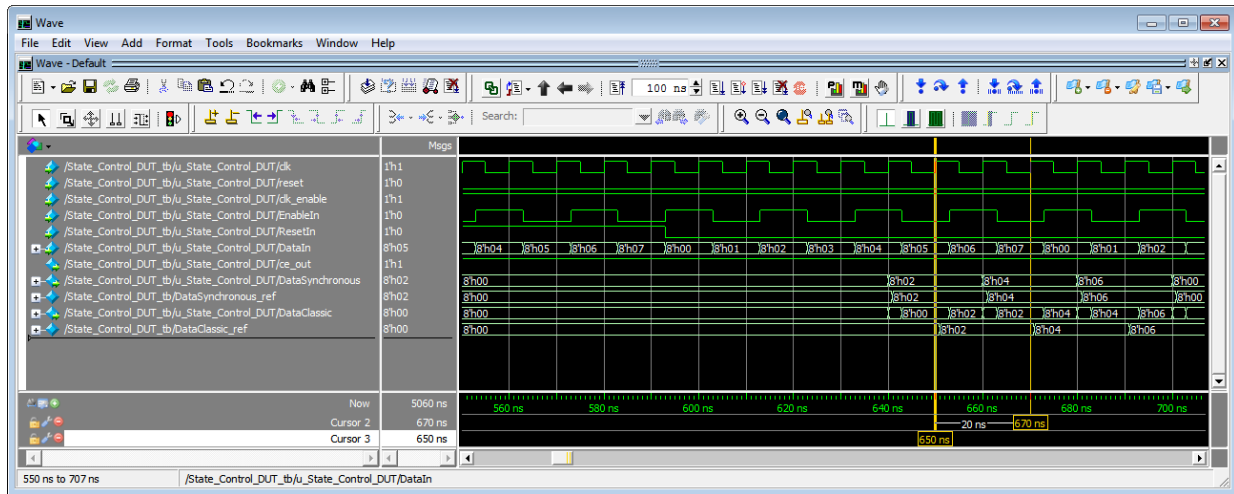 Wave
File Edit View Add Format Tools Bookmarks Window Help
Wave - Default
100 ns
Search:
Msgs
/State_Control_DUT_tb/u_State_Control_DUT/clk 1'h1
/State_Control_DUT_tb/u_State_Control_DUT/reset 1'h0
/State_Control_DUT_tb/u_State_Control_DUT/clk_enable 1'h1
/State_Control_DUT_tb/u_State_Control_DUT/EnableIn 1'h0
/State_Control_DUT_tb/u_State_Control_DUT/ResetIn 1'h0
/State_Control_DUT_tb/u_State_Control_DUT/DataIn 8'h05 8'h04 8'h05 8'h06 8'h07 8'h00 8'h01 8'h02 8'h03 8'h04 8'h05 8'h06 8'h07 8'h00 8'h01 8'h02
/State_Control_DUT_tb/u_State_Control_DUT/ce_out 1'h1
/State_Control_DUT_tb/u_State_Control_DUT/DataSynchronous 8'h02 8'h00 8'h02 8'h04 8'h06 8'h00
/State_Control_DUT_tb/DataSynchronous_ref 8'h02 8'h00 8'h02 8'h04 8'h06 8'h00
/State_Control_DUT_tb/u_State_Control_DUT/DataClassic 8'h00 8'h00 8'h00 8'h02 8'h02 8'h04 8'h04 8'h06
/State_Control_DUT_tb/DataClassic_ref 8'h00 8'h00 8'h02 8'h04 8'h06
Now 5060 ns 560 ns 580 ns 600 ns 620 ns 640 ns 660 ns 680 ns 700 ns
Cursor 2 670 ns 20 ns 670 ns
Cursor 3 650 ns 650 ns
550 ns to 707 ns /State_Control_DUT_tb/u_State_Control_DUT/DataIn